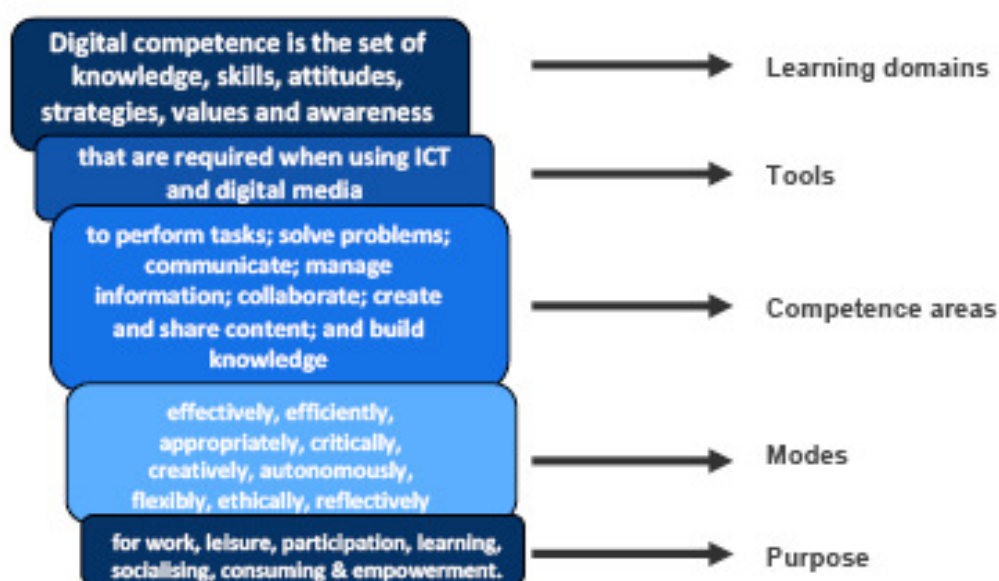 Digital competence is the set of
knowledge, skills, attitudes,
strategies, values and awareness
Learning domains
that are required when using ICT
and digital media
Tools
to perform tasks; solve problems;
communicate; manage
information; collaborate; create
and share content; and build
knowledge
Competence areas
effectively, efficiently,
appropriately, critically,
creatively, autonomously,
flexibly, ethically, reflectively
Modes
for work, leisure, participation, learning,
socialising, consuming & empowerment.
Purpose